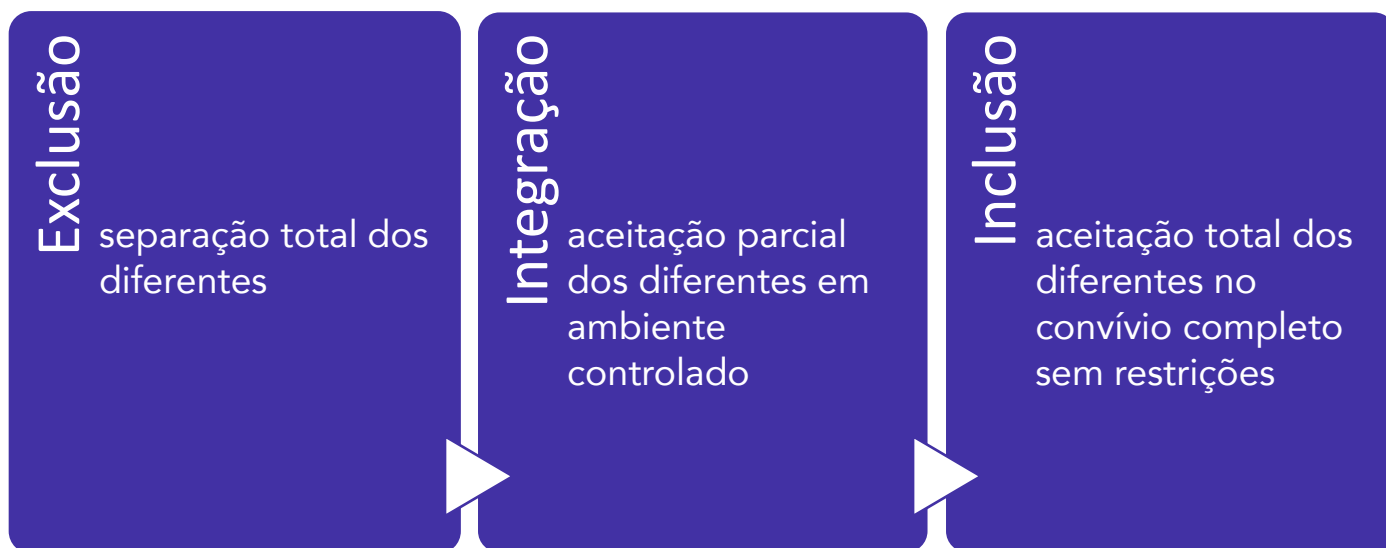 Exclusão
separação total dos
diferentes
Integração
aceitação parcial
dos diferentes em
ambiente
controlado
Inclusão
aceitação total dos
diferentes no
convívio completo
sem restrições